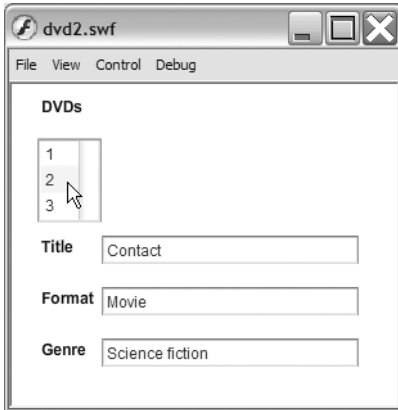 dvd2.swf
File View Control Debug
DVDs
1
2
3
Title Contact
Format Movie
Genre Science fiction